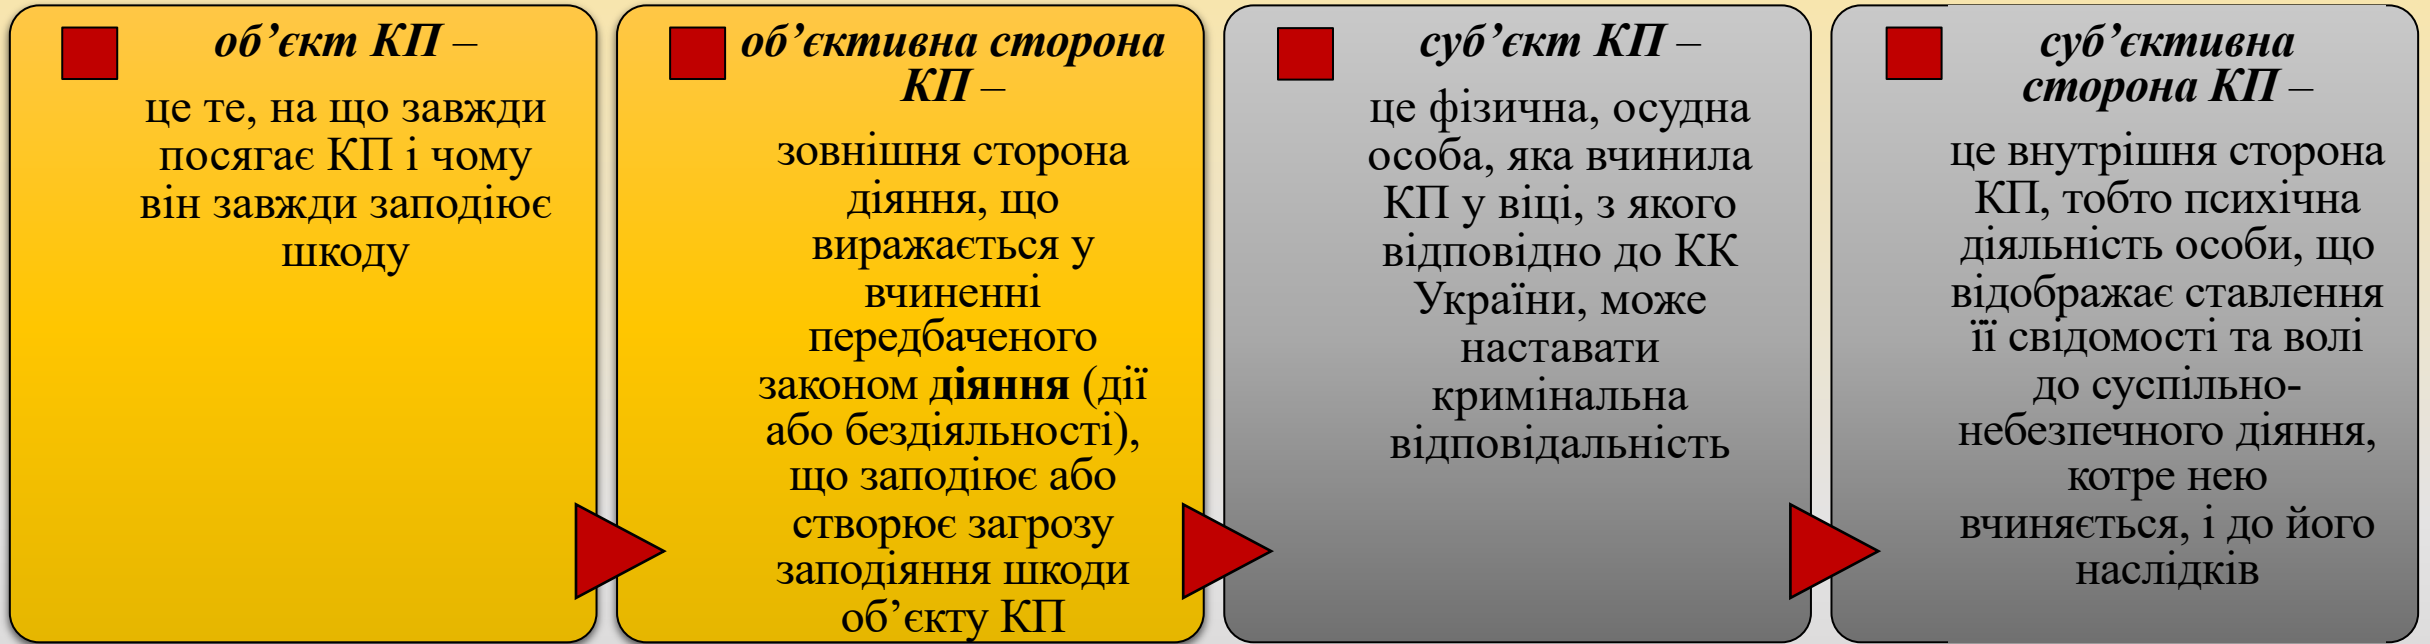 об’єкт КП –
це те, на що завжди
посягає КП і чому
він завжди заподіює
шкоду
об’єктивна сторона
КП –
зовнішня сторона
діяння, що
виражається у
вчиненні
передбаченого
законом діяння (дії
або бездіяльності),
що заподіює або
створює загрозу
заподіяння шкоди
об’єкту КП
суб’єкт КП –
це фізична, осудна
особа, яка вчинила
КП у віці, з якого
відповідно до КК
України, може
наставати
кримінальна
відповідальність
суб’єктивна
сторона КП –
це внутрішня сторона
КП, тобто психічна
діяльність особи, що
відображає ставлення
її свідомості та волі
до суспільно-
небезпечного діяння,
котре нею
вчиняється, і до його
наслідків